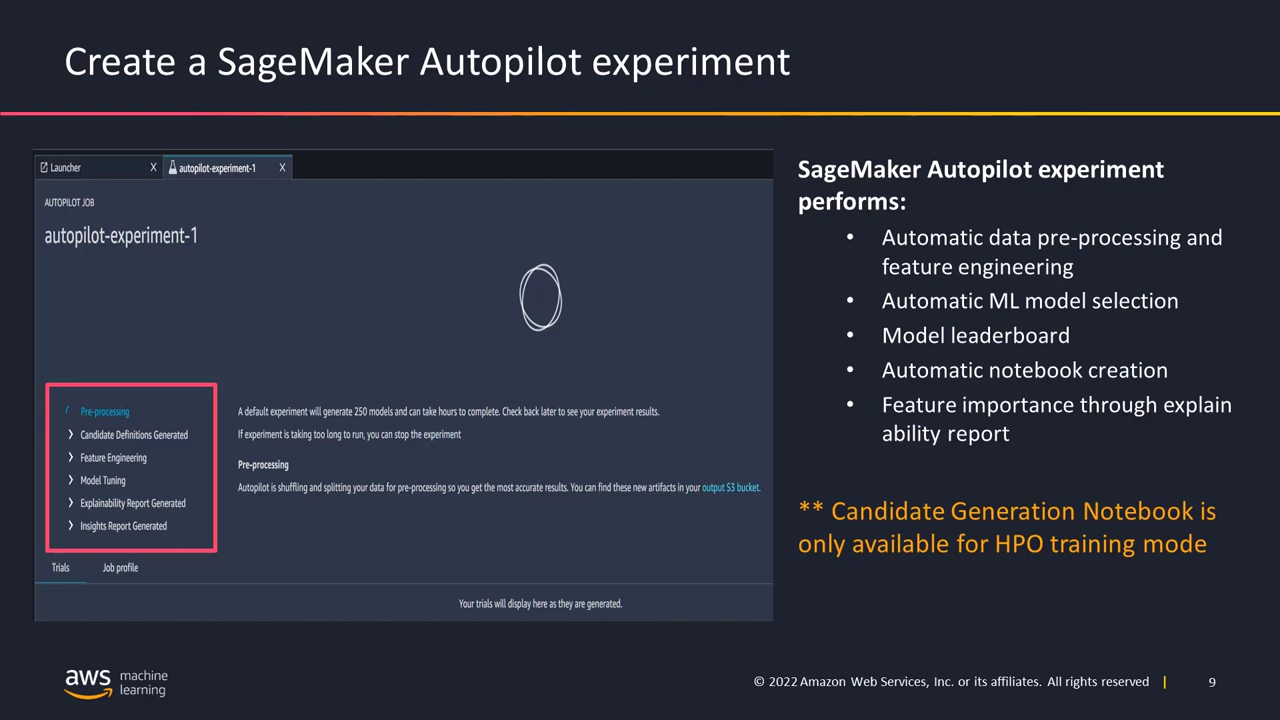 Create a SageMaker Autopilot experiment
Launcher X autopilot-experiment-1 X
AUTOPILOT JOB
autopilot-experiment-1
Pre-processing
Candidate Definitions Generated
Feature Engineering
Model Tuning
Explainability Report Generated
Insights Report Generated
A default experiment will generate 250 models and can take hours to complete. Check back later to see your experiment results.
If experiment is taking too long to run, you can stop the experiment
Pre-processing
Autopilot is shuffling and splitting your data for pre-processing so you get the most accurate results. You can find these new artifacts in your output S3 bucket.
Trials Job profile
Your trials will display here as they are generated.
SageMaker Autopilot experiment
performs:
• Automatic data pre-processing and
feature engineering
• Automatic ML model selection
• Model leaderboard
• Automatic notebook creation
• Feature importance through explain
ability report
** Candidate Generation Notebook is
only available for HPO training mode
aws machine
learning
© 2022 Amazon Web Services, Inc. or its affiliates. All rights reserved | 9